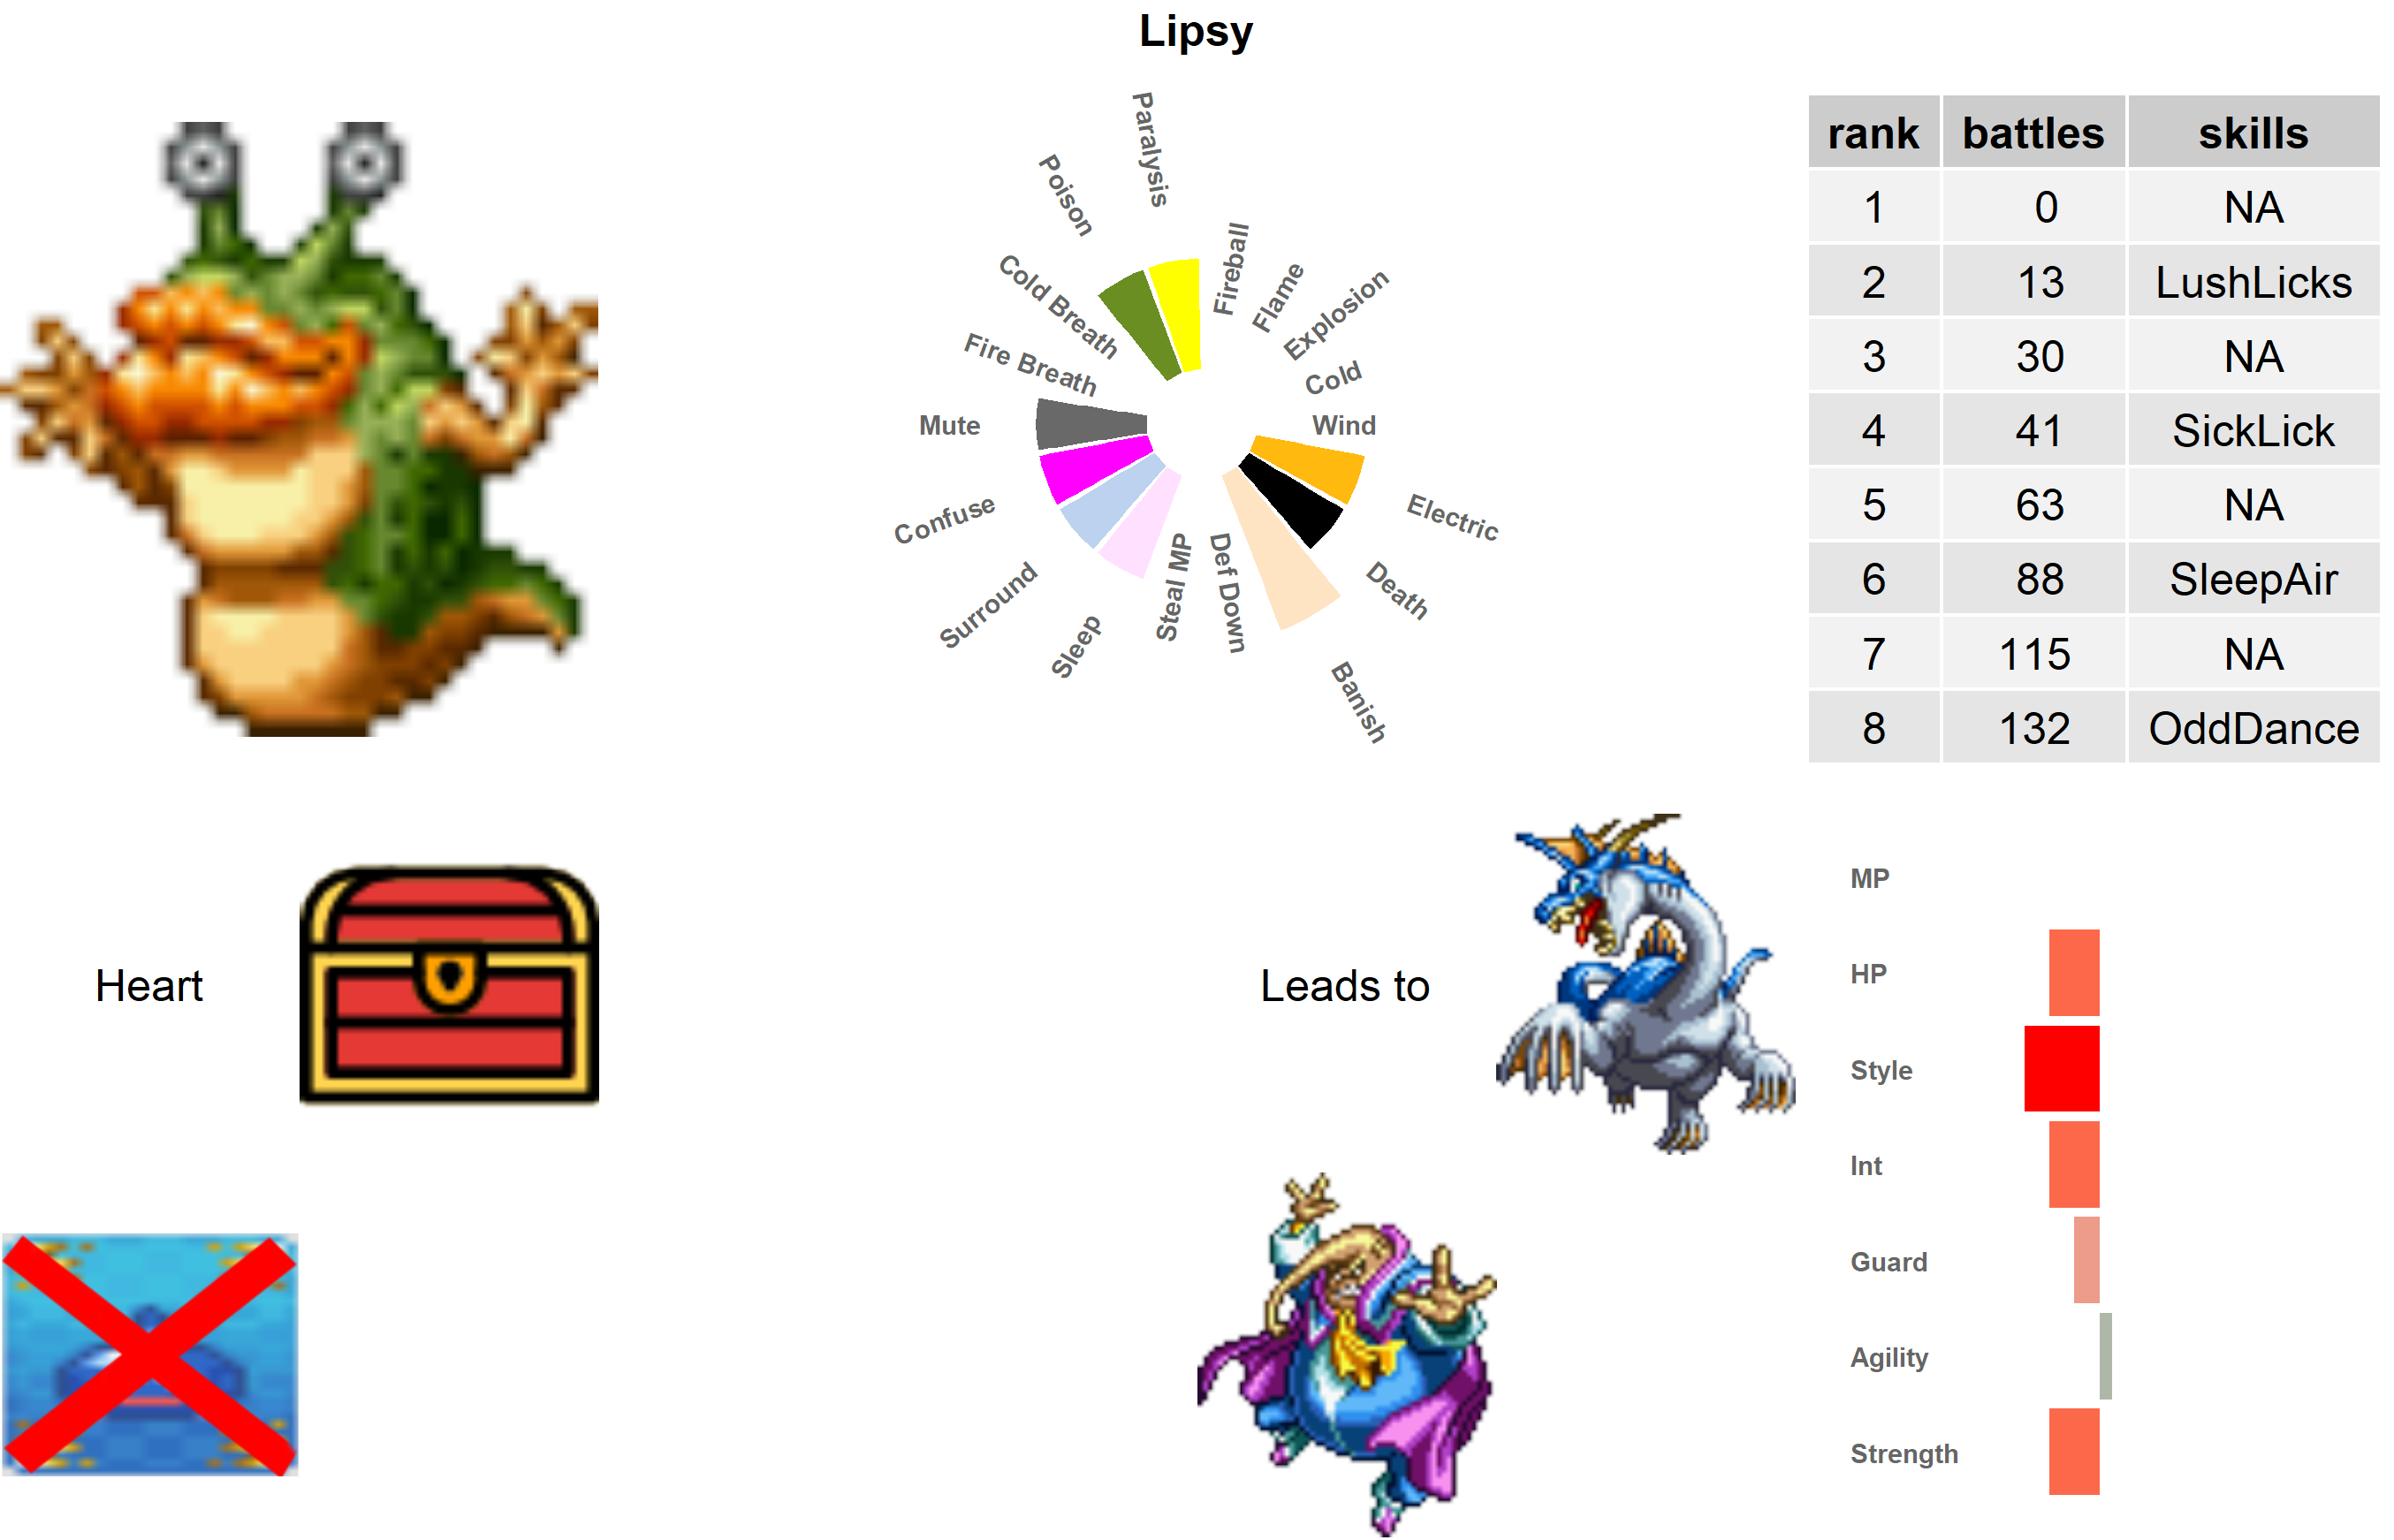 Lipsy
Paralysis
Poison
Cold Breath
Fire Breath
Mute
Confuse
Surround
Sleep
Steal MP
Def Down
Banish
Death
Electric
Wind
Cold
Explosion
Flame
Fireball
rank battles skills
1 0 NA
2 13 LushLicks
3 30 NA
4 41 SickLick
5 63 NA
6 88 SleepAir
7 115 NA
8 132 OddDance
Heart
Leads to
MP
HP
Style
Int
Guard
Agility
Strength